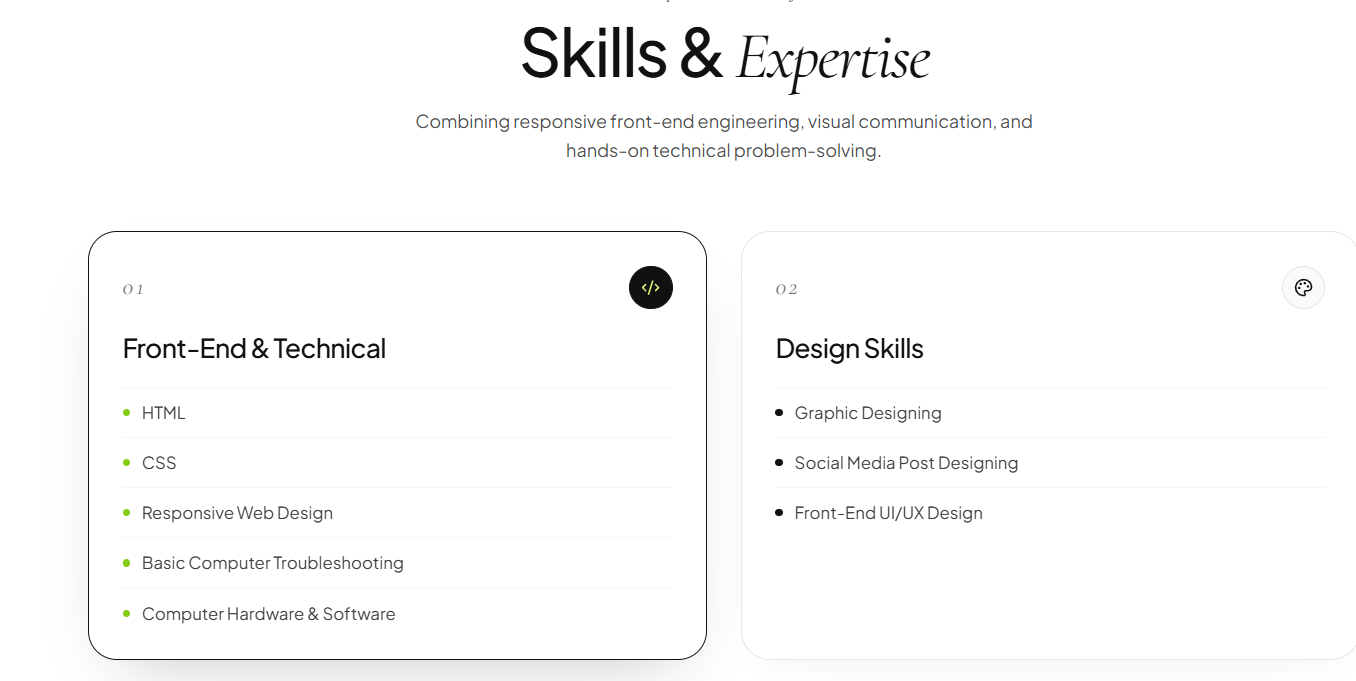 Skills & Expertise
Combining responsive front-end engineering, visual communication, and
hands-on technical problem-solving.
01
Front-End & Technical
HTML
CSS
Responsive Web Design
Basic Computer Troubleshooting
Computer Hardware & Software
02
Design Skills
Graphic Designing
Social Media Post Designing
Front-End UI/UX Design